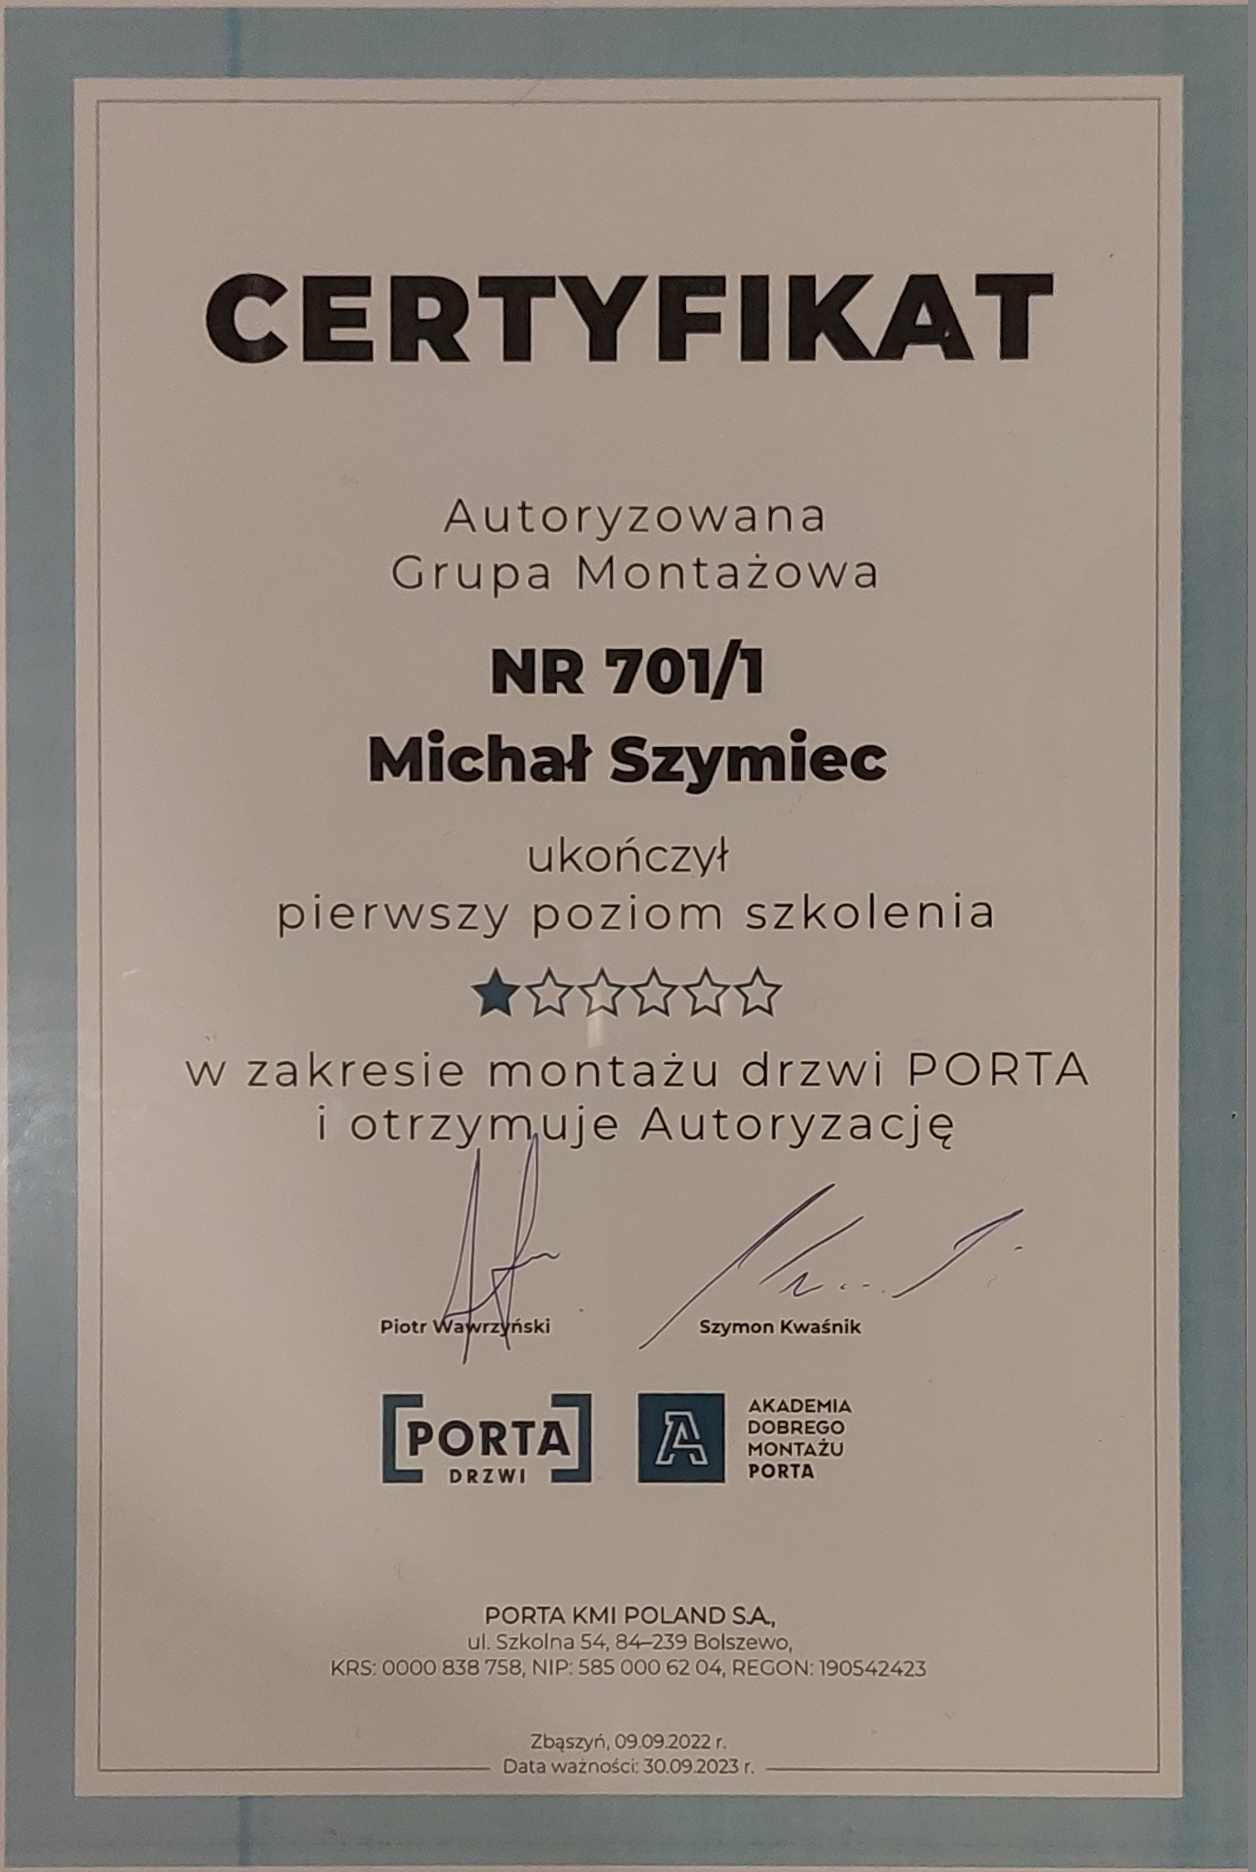 CERTYFIKAT
Autoryzowana
Grupa Montażowa
NR 701/1
Michał Szymiec
ukończył
pierwszy poziom szkolenia
w zakresie montażu drzwi PORTA
i otrzymuje Autoryzację
Piotr Wawrzyński
Szymon Kwaśnik
PORTA
DRZWI
A
AKADEMIA
DOBREGO
MONTAŻU
PORTA
PORTA KMI POLAND S.A.,
ul. Szkolna 54, 84–239 Bolszewo,
KRS: 0000 838 758, NIP: 585 000 62 04, REGON: 190542423
Zbąszyń, 09.09.2022 r.
Data ważności: 30.09.2023 r.